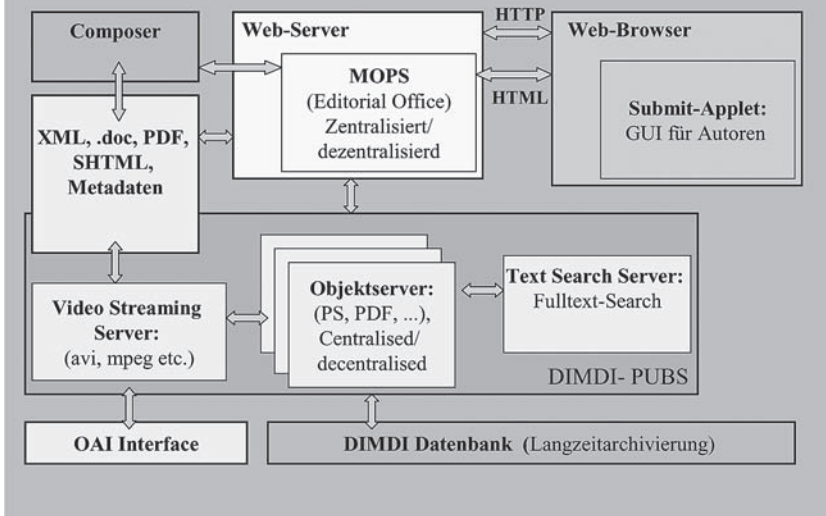 Composer
Web-Server
HTTP
Web-Browser
MOPS
(Editorial Office)
Zentralisiert/
dezentralisierd
HTML
Submit-Applet:
GUI für Autoren
XML, .doc, PDF,
SHTML,
Metadaten
Video Streaming
Server:
(avi, mpeg etc.)
Objektserver:
(PS, PDF, ...),
Centralised/
decentralised
Text Search Server:
Fulltext-Search
DIMDI- PUBS
OAI Interface
DIMDI Datenbank (Langzeitarchivierung)